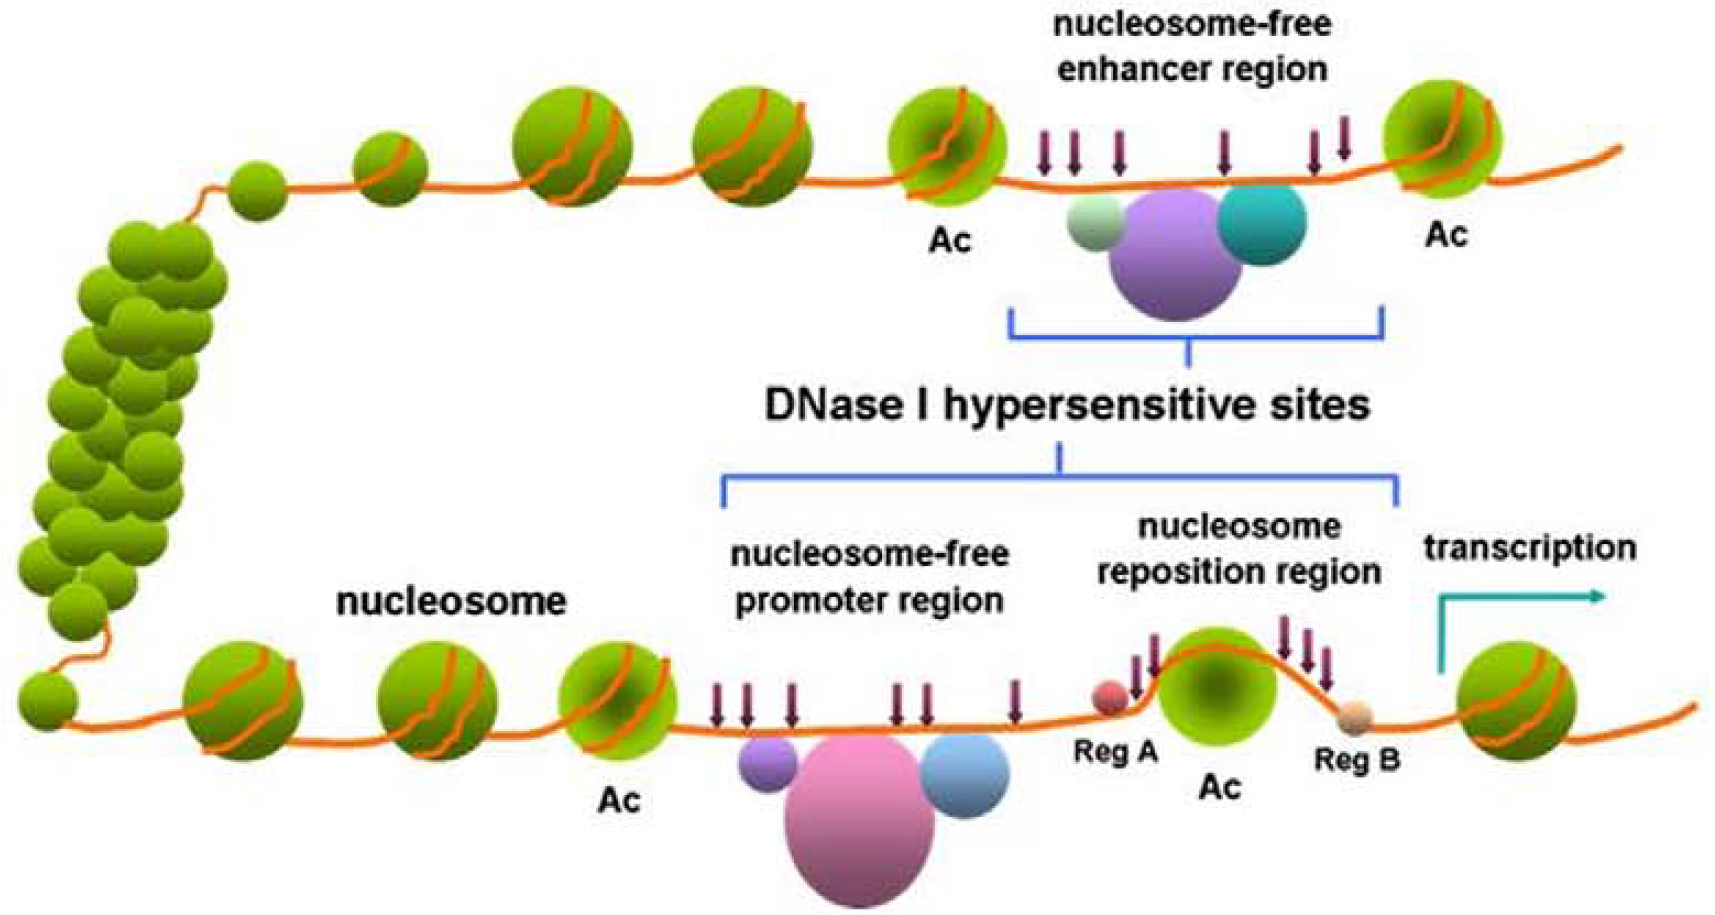 nucleosome-free
enhancer region
Ac
Ac
DNase I hypersensitive sites
nucleosome-free
promoter region
nucleosome
reposition region
transcription
nucleosome
Reg A
Reg B
Ac
Ac